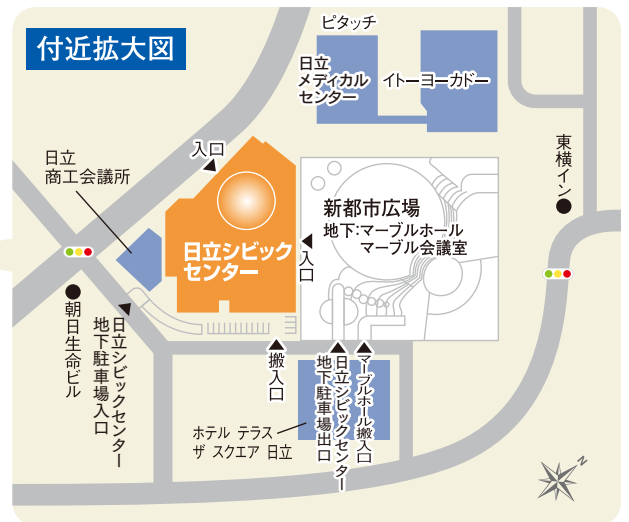 付近拡大図
ピタッチ
日立
メディカル
センター
イトーヨーカドー
入口
日立
商工会議所
東横イン
新都市広場
地下:マーブルホール
マーブル会議室
日立シビック
センター
入口
朝日生命ビル
日立シビックセンター
地下駐車場入口
搬入口
日立シビックセンター
地下駐車場出口
マーブルホール搬入口
ホテル テラス
ザ スクエア 日立
N